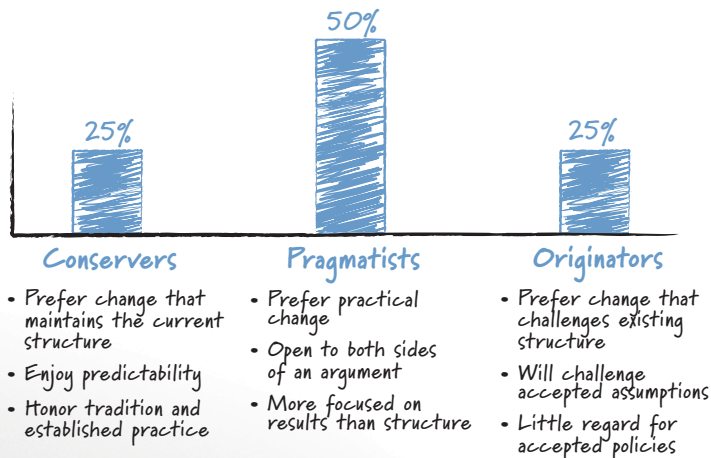 50%
25%
25%
Conservers
• Prefer change that
maintains the current
structure
• Enjoy predictability
• Honor tradition and
established practice
Pragmatists
• Prefer practical
change
• Open to both sides
of an argument
• More focused on
results than structure
Originators
• Prefer change that
challenges existing
structure
• Will challenge
accepted assumptions
• Little regard for
accepted policies